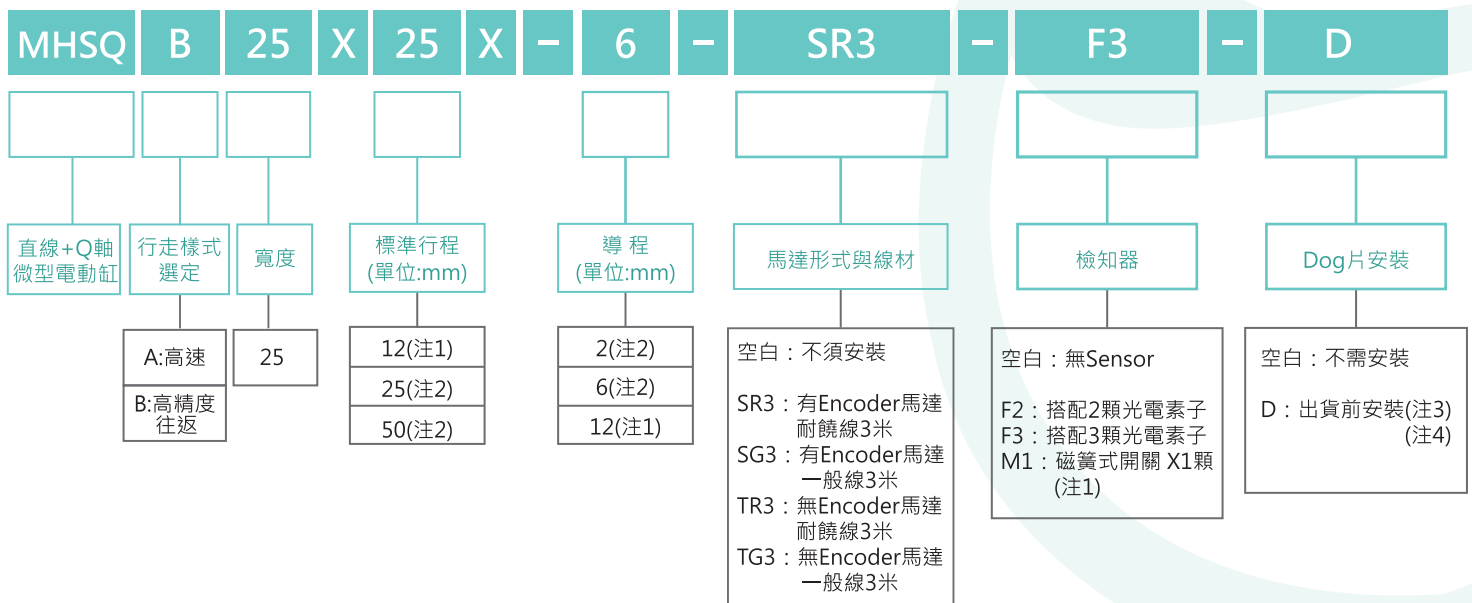 MHSQ B 25 X 25 X - 6 - SR3 - F3 - D
直線+Q軸
微型電動缸
行走樣式
選定
寬度
標準行程
(單位:mm)
導 程
(單位:mm)
馬達形式與線材
檢知器
Dog片安裝
A:高速
B:高精度
往返
25
12(注1)
25(注2)
50(注2)
2(注2)
6(注2)
12(注1)
空白：不須安裝
SR3：有Encoder馬達
耐饒線3米
SG3：有Encoder馬達
一般線3米
TR3：無Encoder馬達
耐饒線3米
TG3：無Encoder馬達
一般線3米
空白：無Sensor
F2：搭配2顆光電素子
F3：搭配3顆光電素子
M1：磁簧式開關 X1顆
(注1)
空白：不需安裝
D：出貨前安裝(注3)
(注4)